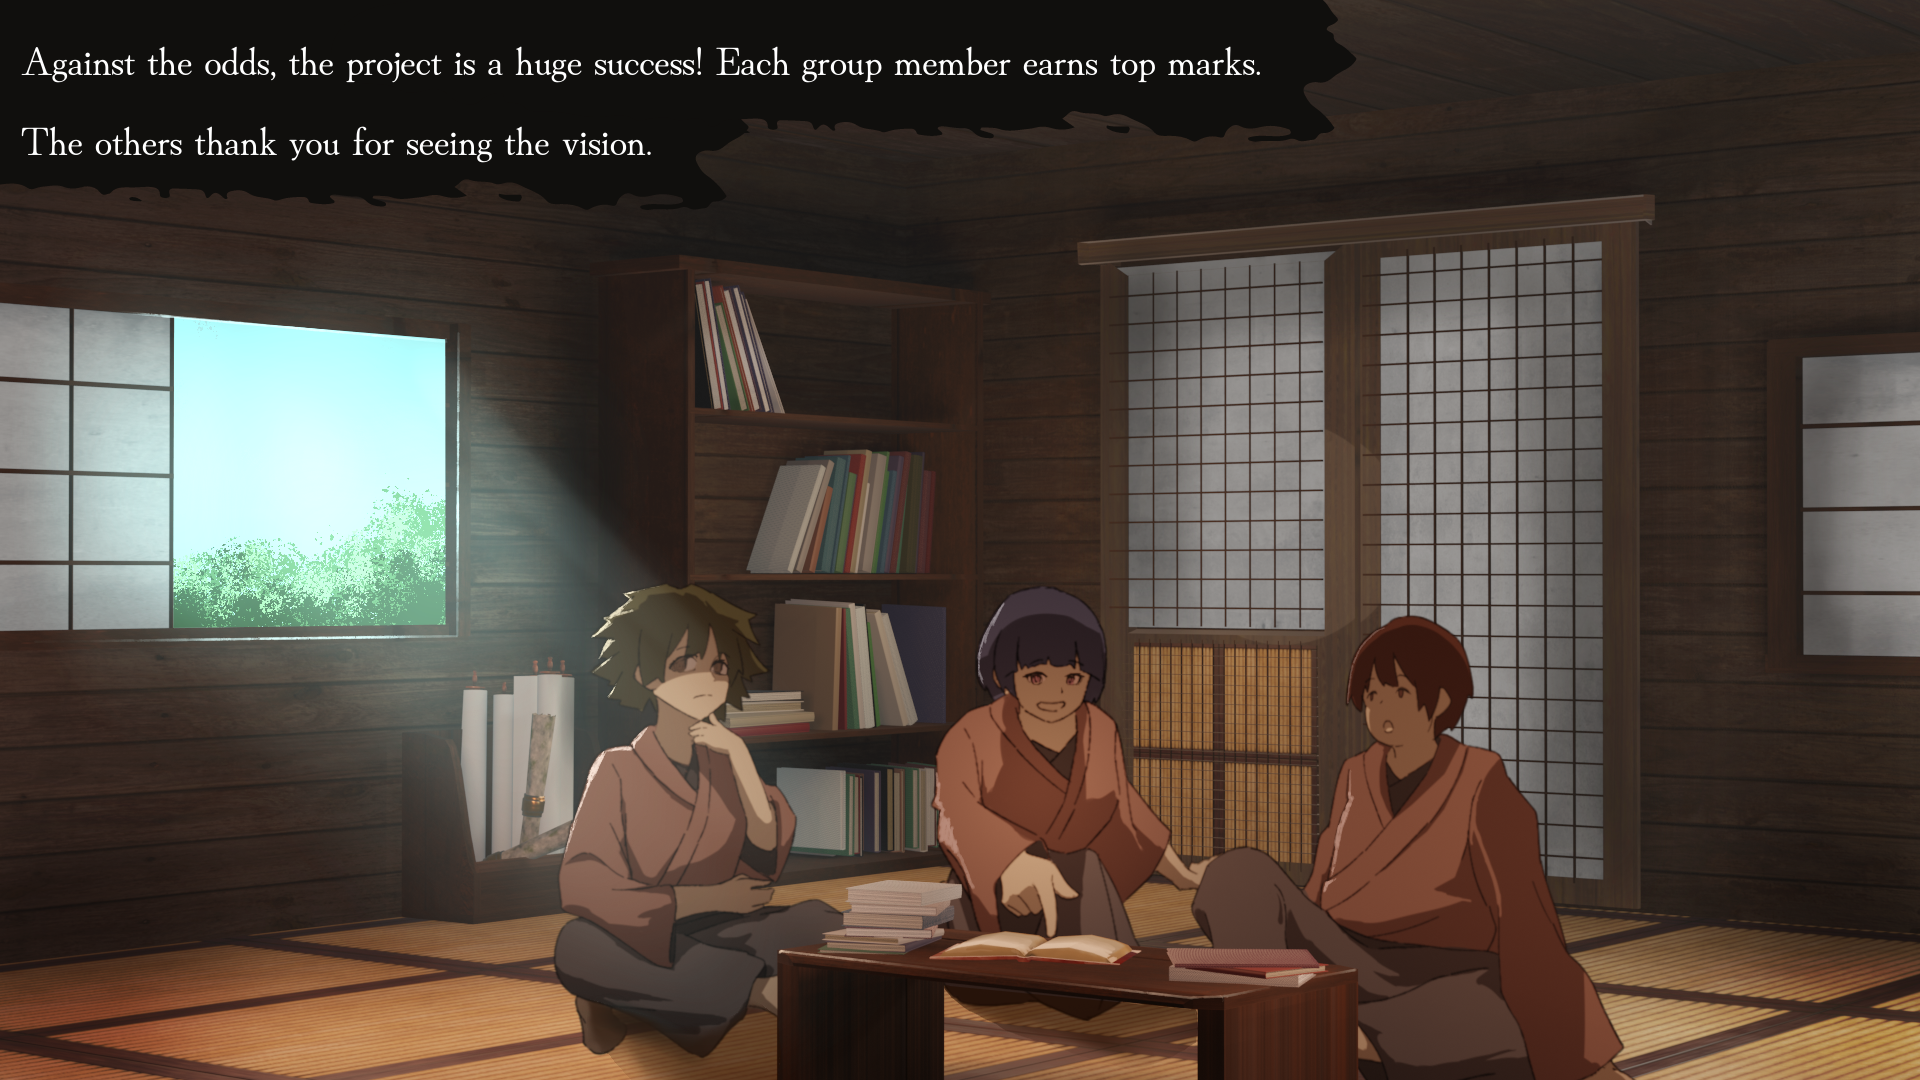 Against the odds, the project is a huge success! Each group member earns top marks.
The others thank you for seeing the vision.